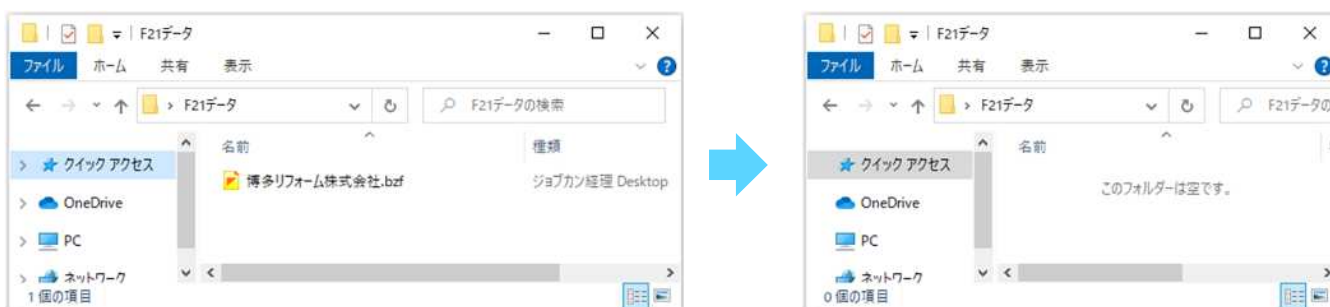 F21データ
ファイル ホーム 共有 表示
F21データ F21データの検索
名前 種類
クイック アクセス
博多リフォーム株式会社.bzf ジョブカン経理 Desktop
OneDrive
PC
ネットワーク
1 個の項目
F21データ
ファイル ホーム 共有 表示
F21データ F21データの
名前
クイック アクセス
このフォルダーは空です。
OneDrive
PC
ネットワーク
0 個の項目